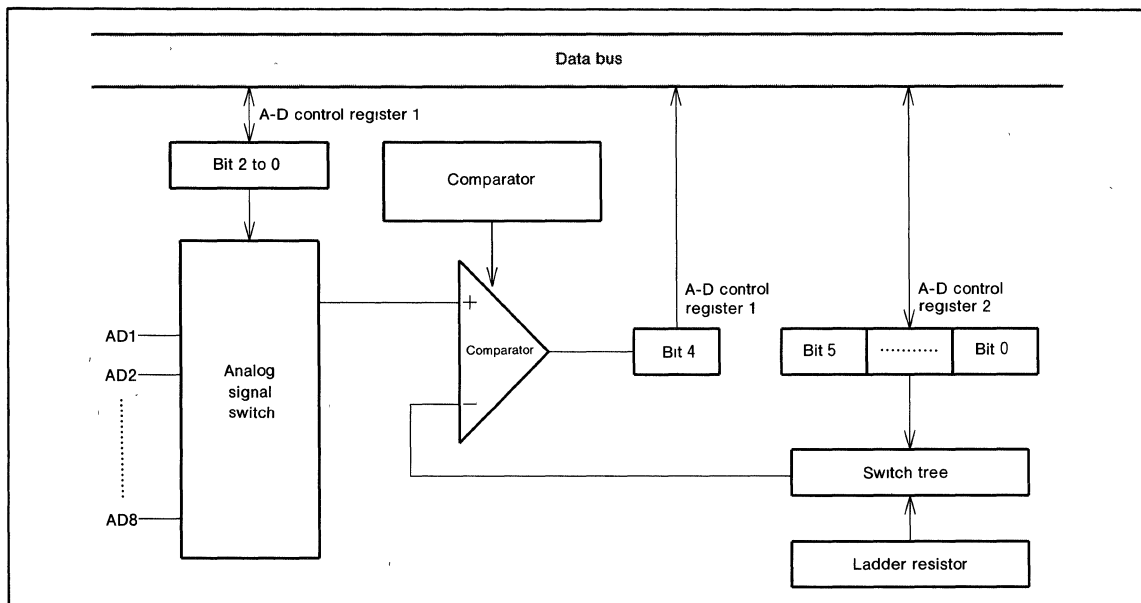 Data bus
A-D control register 1
Bit 2 to 0
Comparator
A-D control
register 1
A-D control
register 2
+
Comparator
−
Bit 4
Bit 5
...........
Bit 0
AD1
AD2
AD8
Analog
signal
switch
Switch tree
Ladder resistor